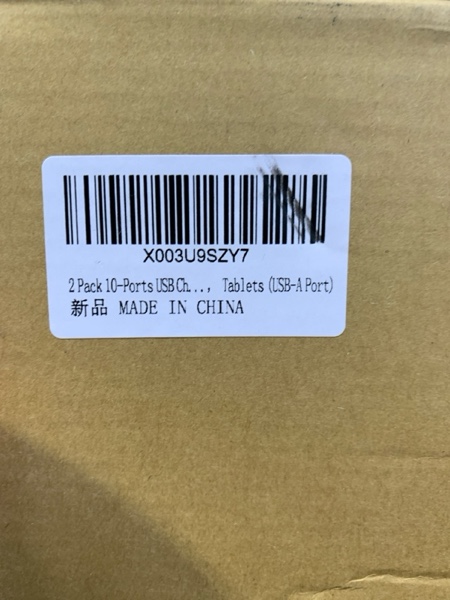 X003U9SZY7
2 Pack 10-Ports USB Ch..., Tablets (USB-A Port)
新品 MADE IN CHINA